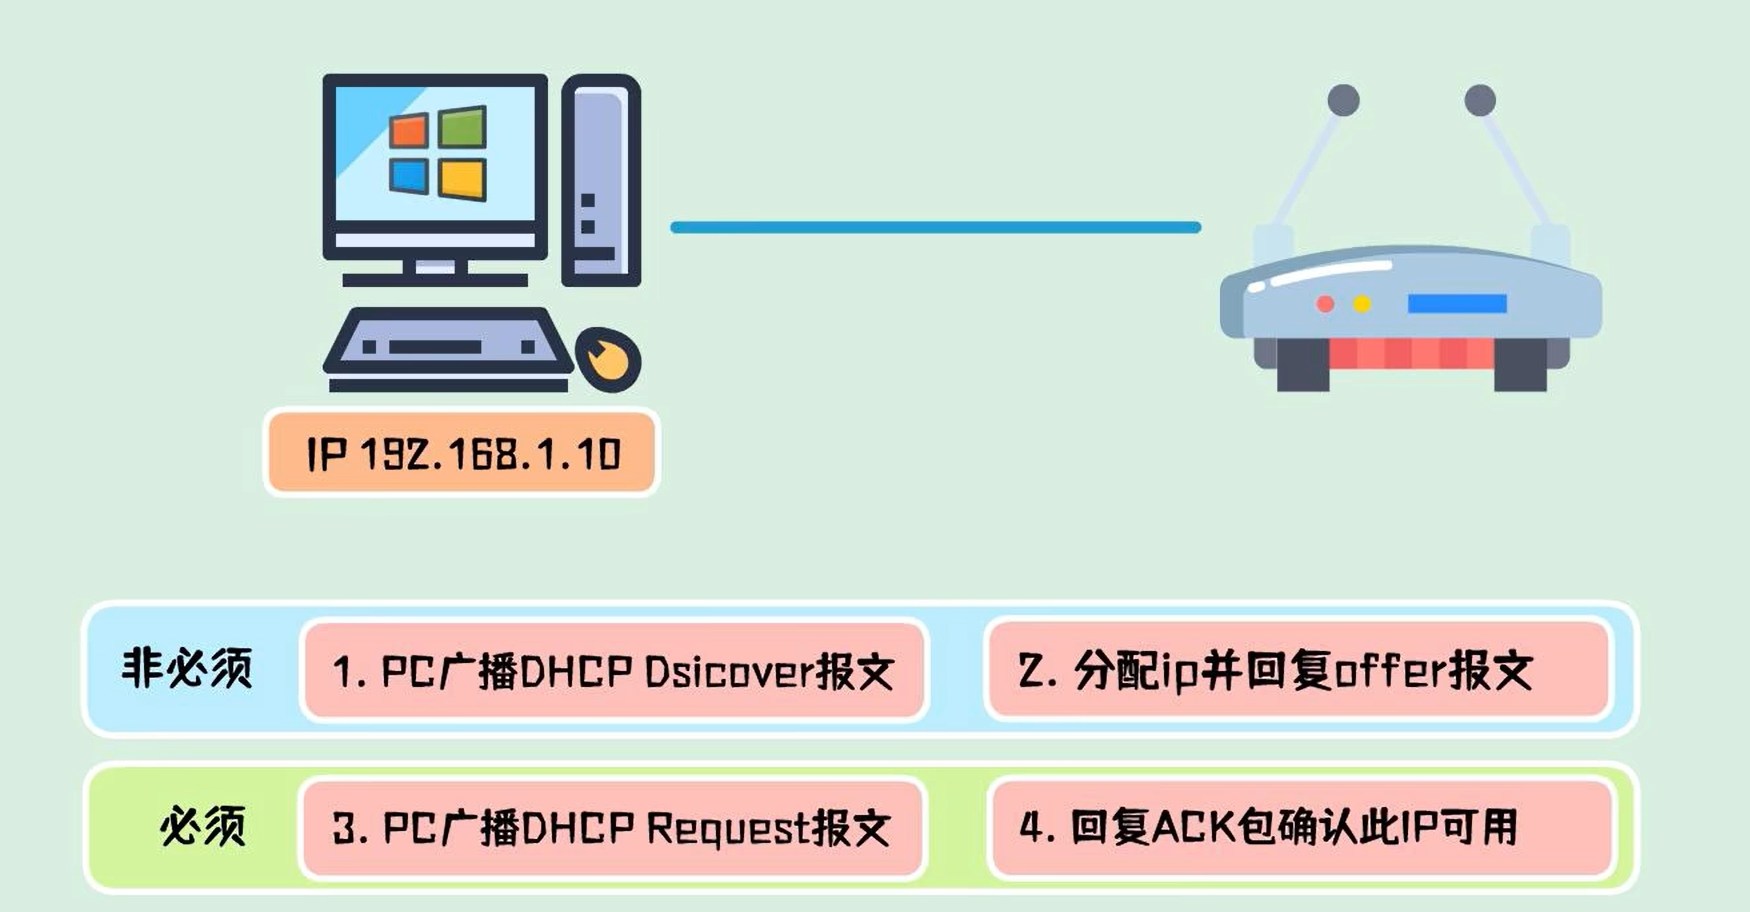 IP 192.168.1.10
非必须
1. PC广播DHCP Dsicover报文
2. 分配ip并回复offer报文
必须
3. PC广播DHCP Request报文
4. 回复ACK包确认此IP可用